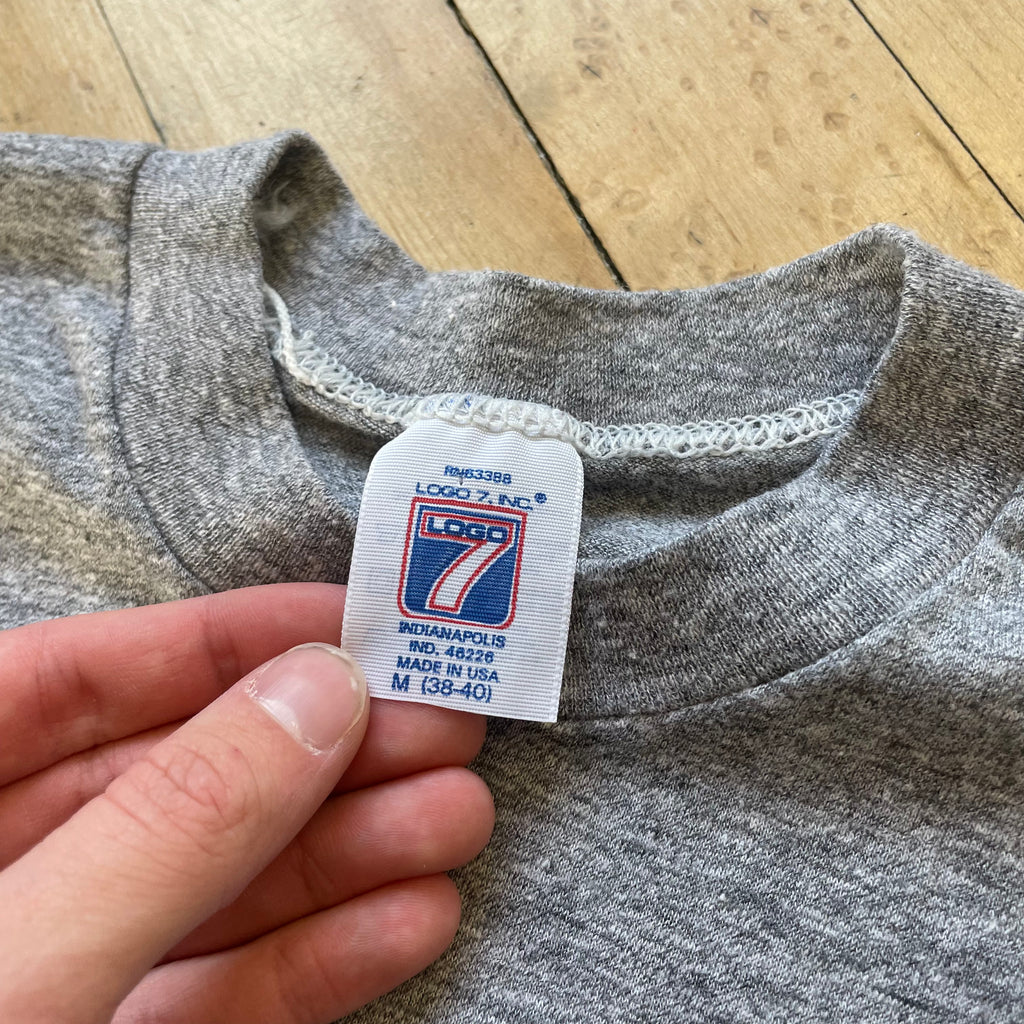 RN63388
LOGO 7, INC.®
LOGO
7
INDIANAPOLIS
IND. 46226
MADE IN USA
M (38-40)